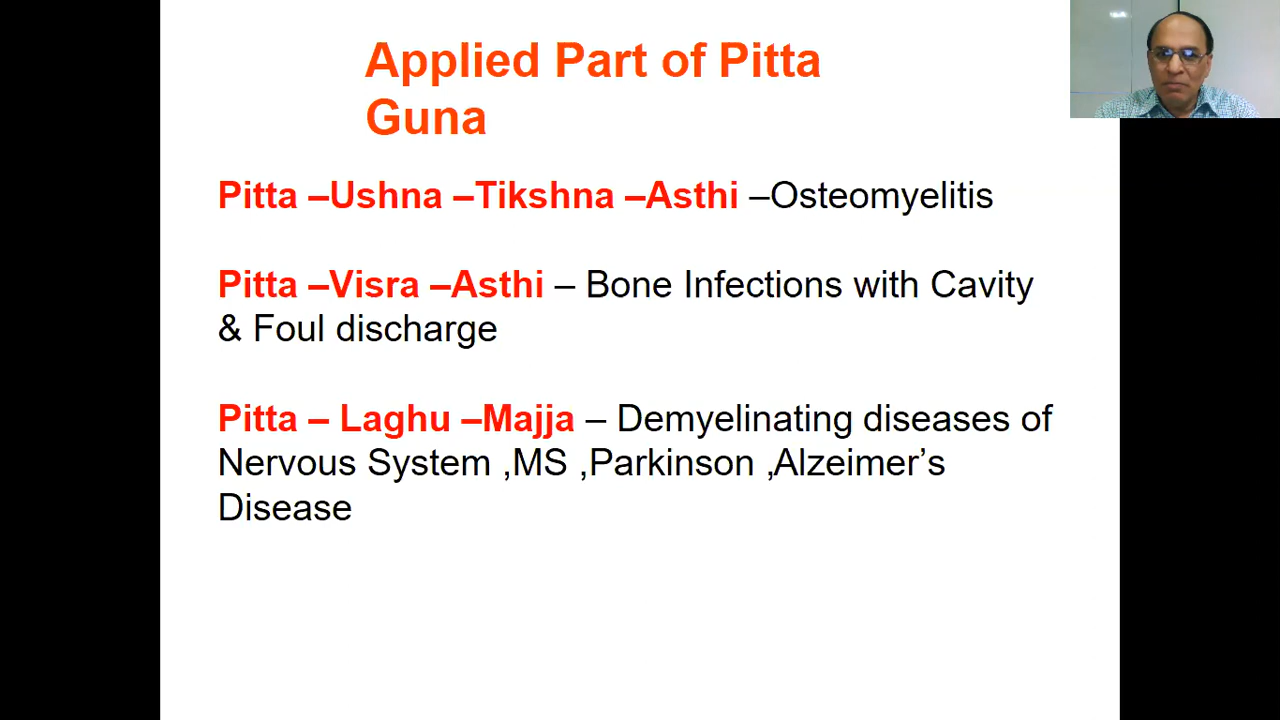 Applied Part of Pitta
Guna
Pitta –Ushna –Tikshna –Asthi –Osteomyelitis
Pitta –Visra –Asthi – Bone Infections with Cavity
& Foul discharge
Pitta – Laghu –Majja – Demyelinating diseases of
Nervous System ,MS ,Parkinson ,Alzeimer’s
Disease